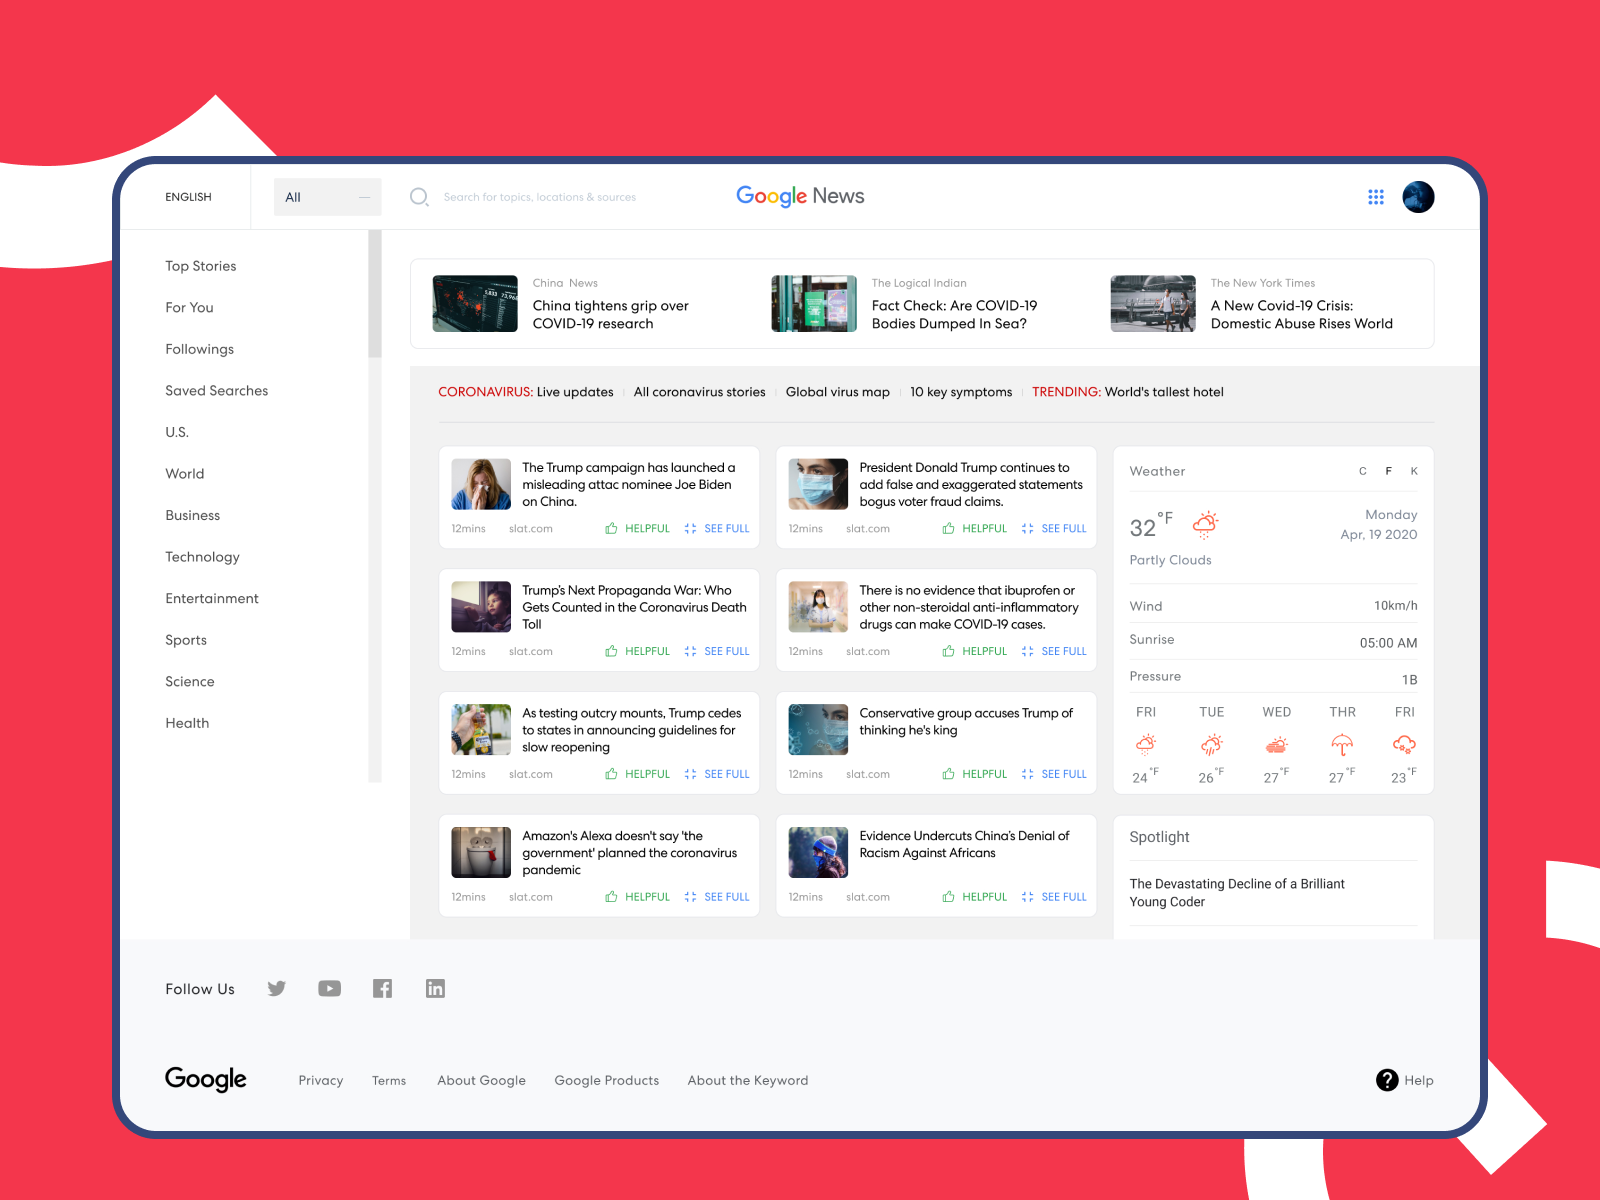 ENGLISH
All
Search for topics, locations & sources
Google News
Top Stories
For You
Followings
Saved Searches
U.S.
World
Business
Technology
Entertainment
Sports
Science
Health
China News
China tightens grip over
COVID-19 research
The Logical Indian
Fact Check: Are COVID-19
Bodies Dumped In Sea?
The New York Times
A New Covid-19 Crisis:
Domestic Abuse Rises World
CORONAVIRUS: Live updates
All coronavirus stories
Global virus map
10 key symptoms
TRENDING: World's tallest hotel
The Trump campaign has launched a
misleading attac nominee Joe Biden
on China.
12mins slat.com HELPFUL SEE FULL
President Donald Trump continues to
add false and exaggerated statements
bogus voter fraud claims.
12mins slat.com HELPFUL SEE FULL
Trump's Next Propaganda War: Who
Gets Counted in the Coronavirus Death
Toll
12mins slat.com HELPFUL SEE FULL
There is no evidence that ibuprofen or
other non-steroidal anti-inflammatory
drugs can make COVID-19 cases.
12mins slat.com HELPFUL SEE FULL
As testing outcry mounts, Trump cedes
to states in announcing guidelines for
slow reopening
12mins slat.com HELPFUL SEE FULL
Conservative group accuses Trump of
thinking he's king
12mins slat.com HELPFUL SEE FULL
Amazon's Alexa doesn't say 'the
government' planned the coronavirus
pandemic
12mins slat.com HELPFUL SEE FULL
Evidence Undercuts China's Denial of
Racism Against Africans
12mins slat.com HELPFUL SEE FULL
Weather C F K
32°F
Monday
Apr, 19 2020
Partly Clouds
Wind 10km/h
Sunrise 05:00 AM
Pressure 1B
FRI TUE WED THR FRI
24°F 26°F 27°F 27°F 23°F
Spotlight
The Devastating Decline of a Brilliant
Young Coder
Follow Us
Google Privacy Terms About Google Google Products About the Keyword
? Help